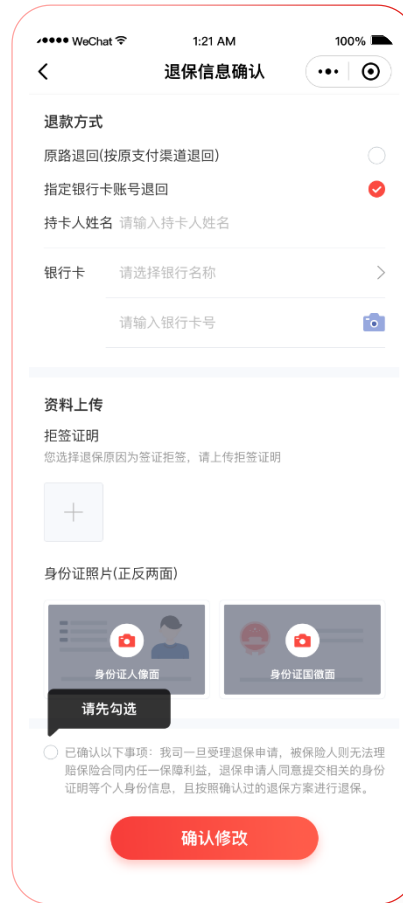 WeChat 1:21 AM 100%
退保信息确认
退款方式
原路退回(按原支付渠道退回)
指定银行卡账号退回
持卡人姓名 请输入持卡人姓名
银行卡 请选择银行名称
请输入银行卡号
资料上传
拒签证明
您选择退保原因为签证拒签，请上传拒签证明
身份证照片(正反两面)
身份证人像面 身份证国徽面
请先勾选
已确认以下事项：我司一旦受理退保申请，被保险人则无法理
赔保险合同内任一保障利益，退保申请人同意提交相关的身份
证明等个人身份信息，且按照确认过的退保方案进行退保。
确认修改